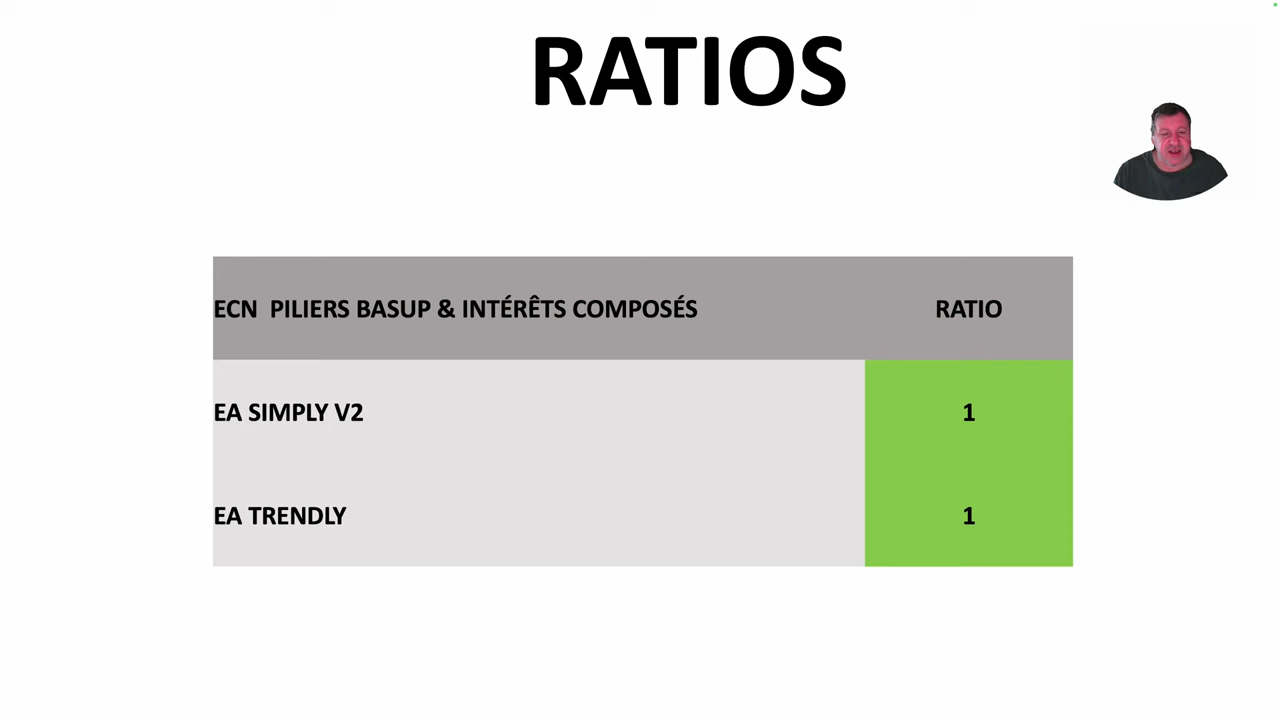 RATIOS
ECN  PILIERS BASUP & INTÉRÊTS COMPOSÉS RATIO
EA SIMPLY V2 1
EA TRENDLY 1